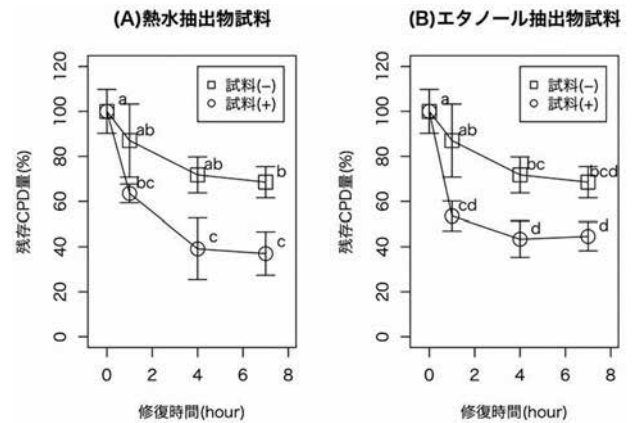 (A)熱水抽出物試料
120
100
80
60
40
20
0
残存CPD量(%)
試料(-)
試料(+)
a
ab
ab
b
bc
c
c
0 2 4 6 8
修復時間(hour)
(B)エタノール抽出物試料
120
100
80
60
40
20
0
残存CPD量(%)
試料(-)
試料(+)
a
ab
bc
bcd
cd
d
d
0 2 4 6 8
修復時間(hour)